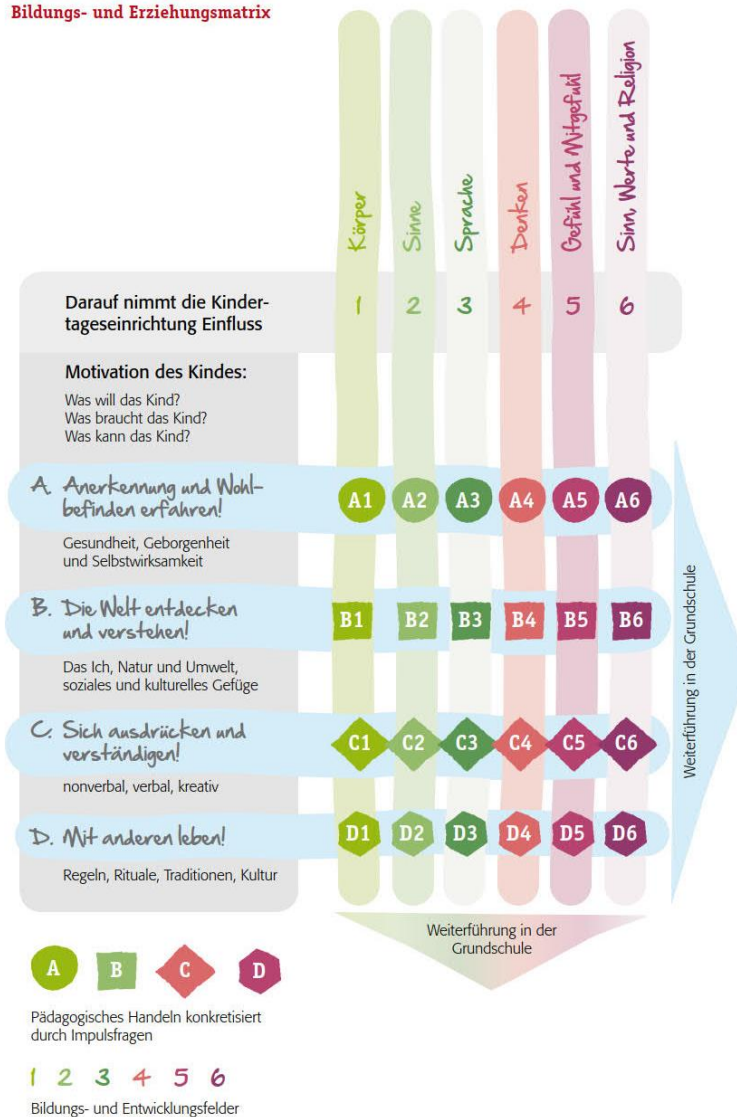 Bildungs- und Erziehungsmatrix
Körper
Sinne
Sprache
Denken
Gefühl und Mitgefühl
Sinn, Werte und Religion
Darauf nimmt die Kinder-
tageseinrichtung Einfluss
1 2 3 4 5 6
Motivation des Kindes:
Was will das Kind?
Was braucht das Kind?
Was kann das Kind?
A. Anerkennung und Wohl-
befinden erfahren!
A1 A2 A3 A4 A5 A6
Gesundheit, Geborgenheit
und Selbstwirksamkeit
B. Die Welt entdecken
und verstehen!
B1 B2 B3 B4 B5 B6
Das Ich, Natur und Umwelt,
soziales und kulturelles Gefüge
C. Sich ausdrücken und
verständigen!
C1 C2 C3 C4 C5 C6
nonverbal, verbal, kreativ
D. Mit anderen leben!
D1 D2 D3 D4 D5 D6
Regeln, Rituale, Traditionen, Kultur
Weiterführung in der Grundschule
Weiterführung in der
Grundschule
A B C D
Pädagogisches Handeln konkretisiert
durch Impulsfragen
1 2 3 4 5 6
Bildungs- und Entwicklungsfelder